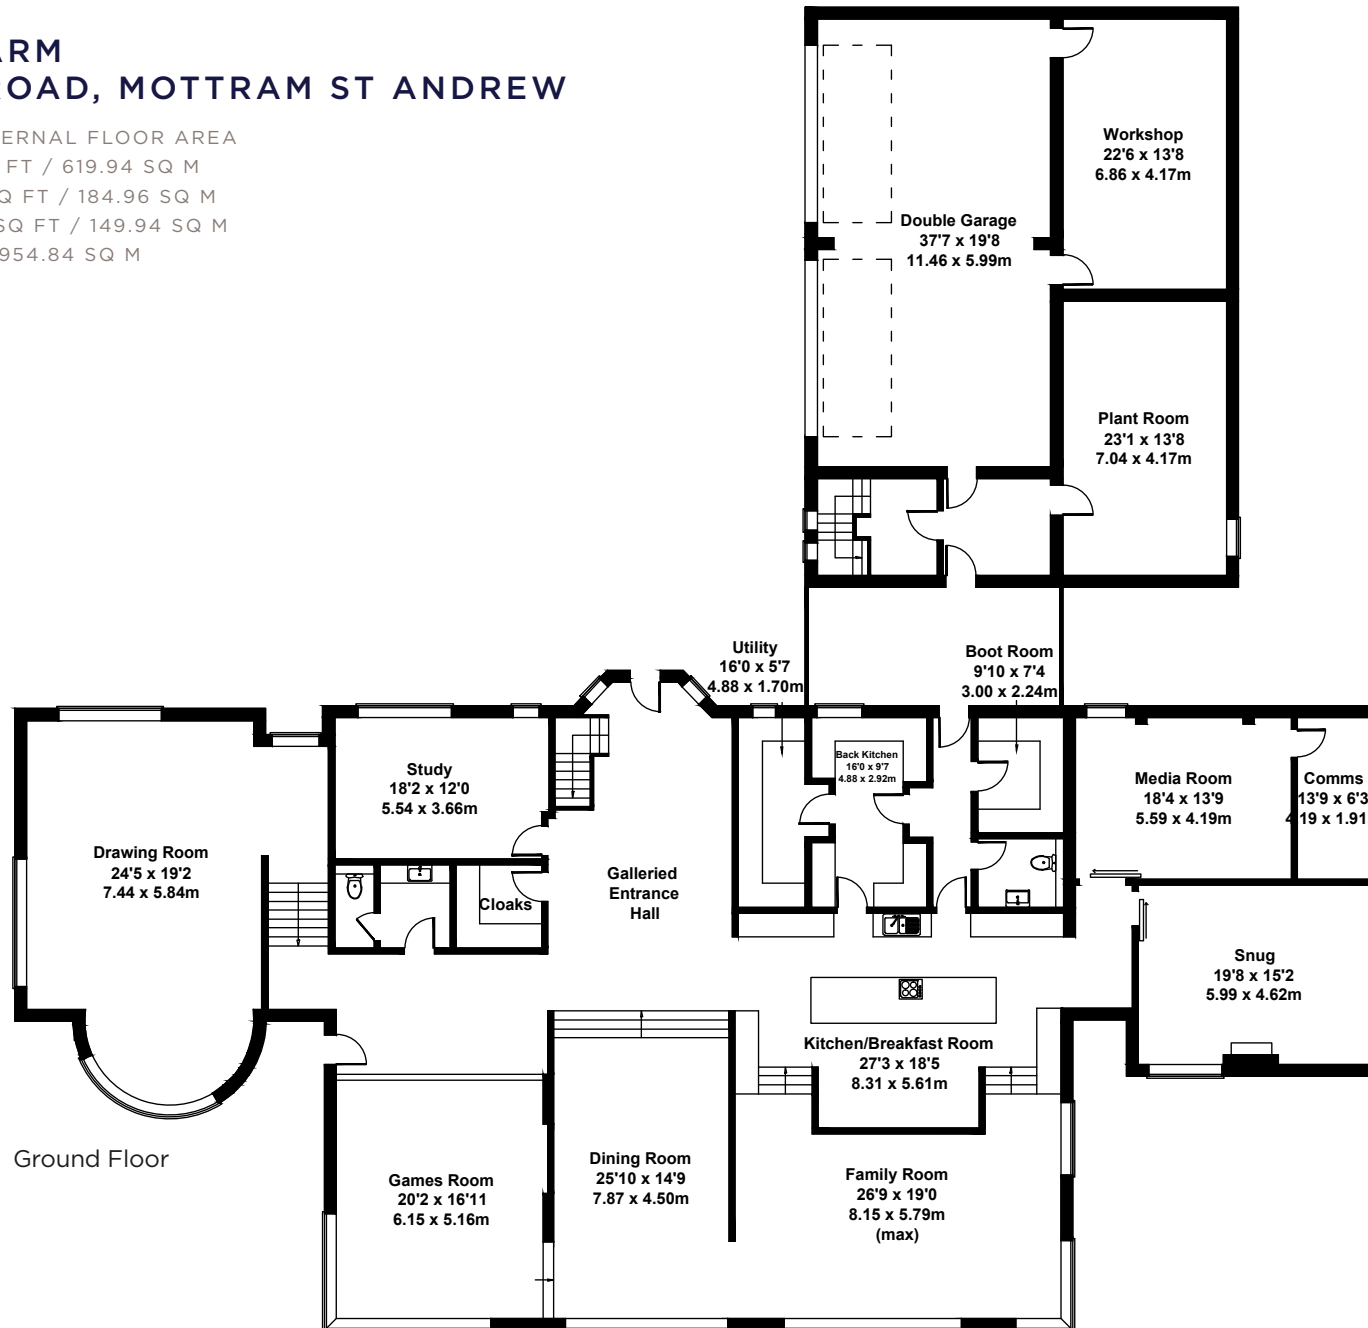 ARM
ROAD, MOTTRAM ST ANDREW
ERNAL FLOOR AREA
FT / 619.94 SQ M
Q FT / 184.96 SQ M
SQ FT / 149.94 SQ M
954.84 SQ M
Workshop
22'6 x 13'8
6.86 x 4.17m
Double Garage
37'7 x 19'8
11.46 x 5.99m
Plant Room
23'1 x 13'8
7.04 x 4.17m
Utility
16'0 x 5'7
4.88 x 1.70m
Boot Room
9'10 x 7'4
3.00 x 2.24m
Back Kitchen
16'0 x 9'7
4.88 x 2.92m
Study
18'2 x 12'0
5.54 x 3.66m
Media Room
18'4 x 13'9
5.59 x 4.19m
Comms
13'9 x 6'3
4.19 x 1.91
Drawing Room
24'5 x 19'2
7.44 x 5.84m
Galleried
Entrance
Hall
Cloaks
Snug
19'8 x 15'2
5.99 x 4.62m
Kitchen/Breakfast Room
27'3 x 18'5
8.31 x 5.61m
Ground Floor
Games Room
20'2 x 16'11
6.15 x 5.16m
Dining Room
25'10 x 14'9
7.87 x 4.50m
Family Room
26'9 x 19'0
8.15 x 5.79m
(max)